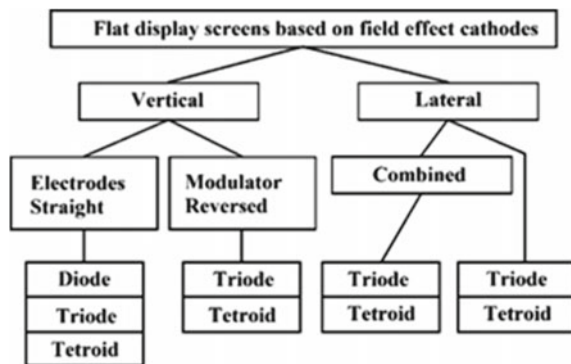 Flat display screens based on field effect cathodes
Vertical
Lateral
Electrodes
Straight
Modulator
Reversed
Combined
Diode
Triode
Tetroid
Triode
Tetroid
Triode
Tetroid
Triode
Tetroid